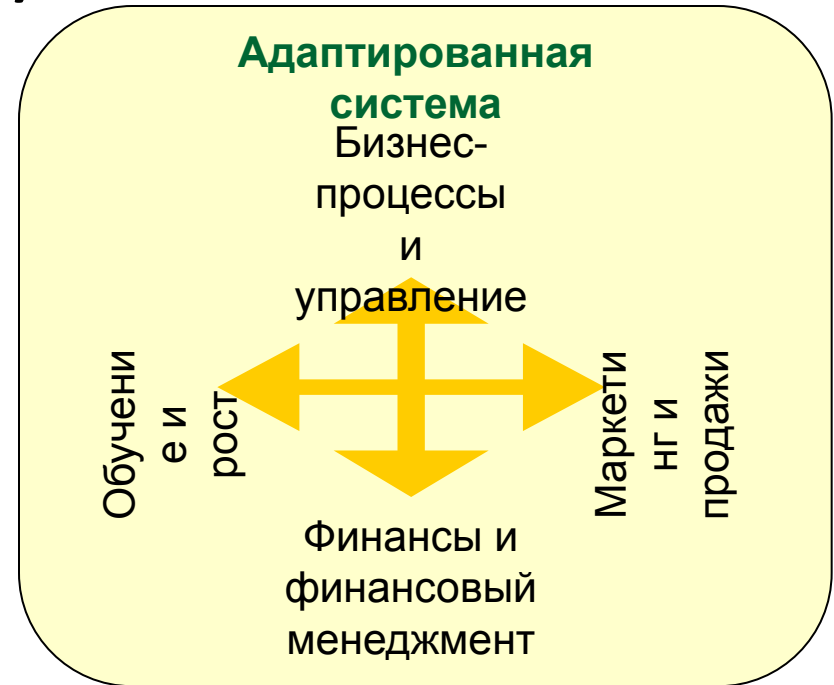 Адаптированная
система
Бизнес-
процессы
и
управление
Обучени
е и
рост
Маркети
нг и
продажи
Финансы и
финансовый
менеджмент